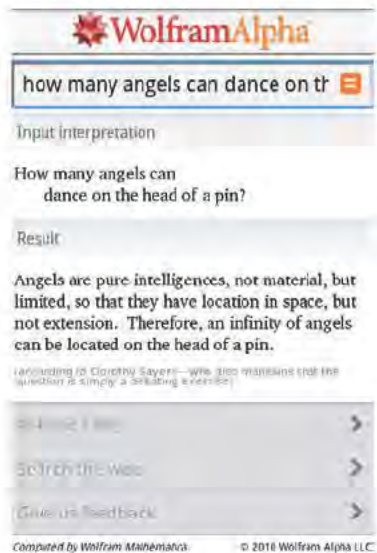 WolframAlpha
how many angels can dance on th
Input interpretation
How many angels can
dance on the head of a pin?
Result
Angels are pure intelligences, not material, but
limited, so that they have location in space, but
not extension. Therefore, an infinity of angels
can be located on the head of a pin.
(according to Dorothy Sayers—who also maintains that the
question is simply a debating exercise)
Search the web
Give us feedback
Computed by Wolfram Mathematica
© 2010 Wolfram Alpha LLC